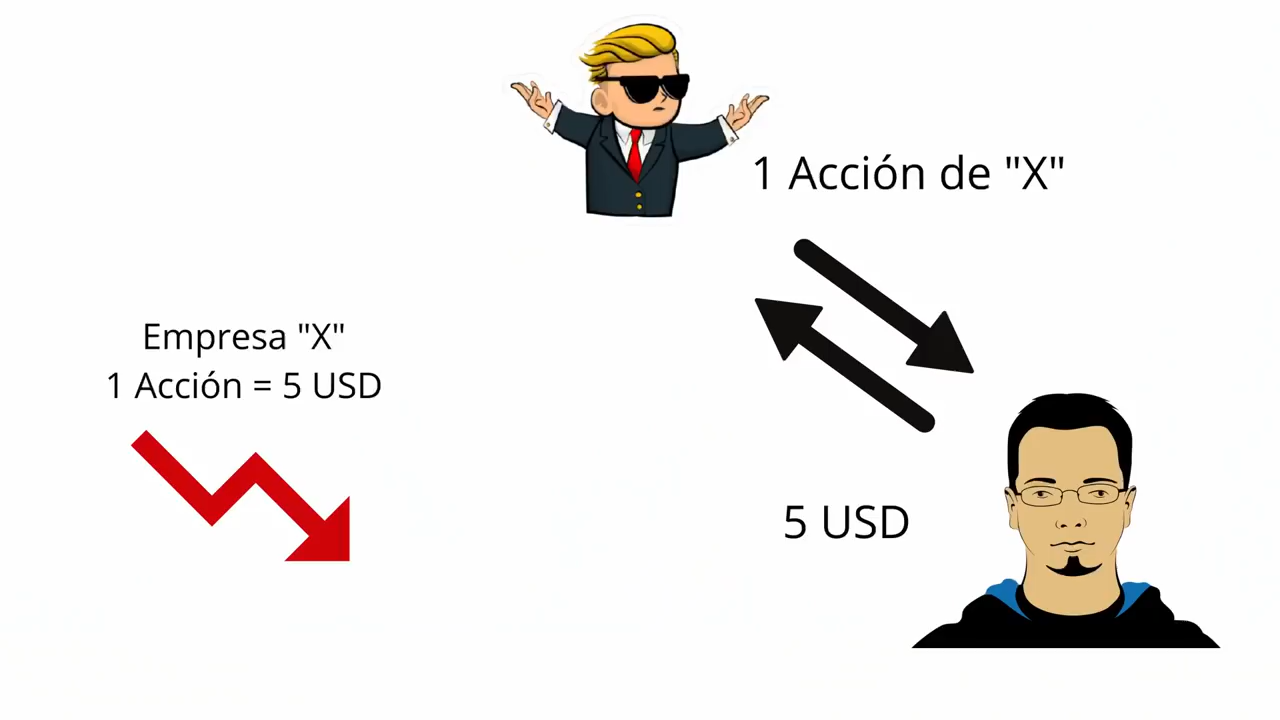 1 Acción de "X"
Empresa "X"
1 Acción = 5 USD
5 USD